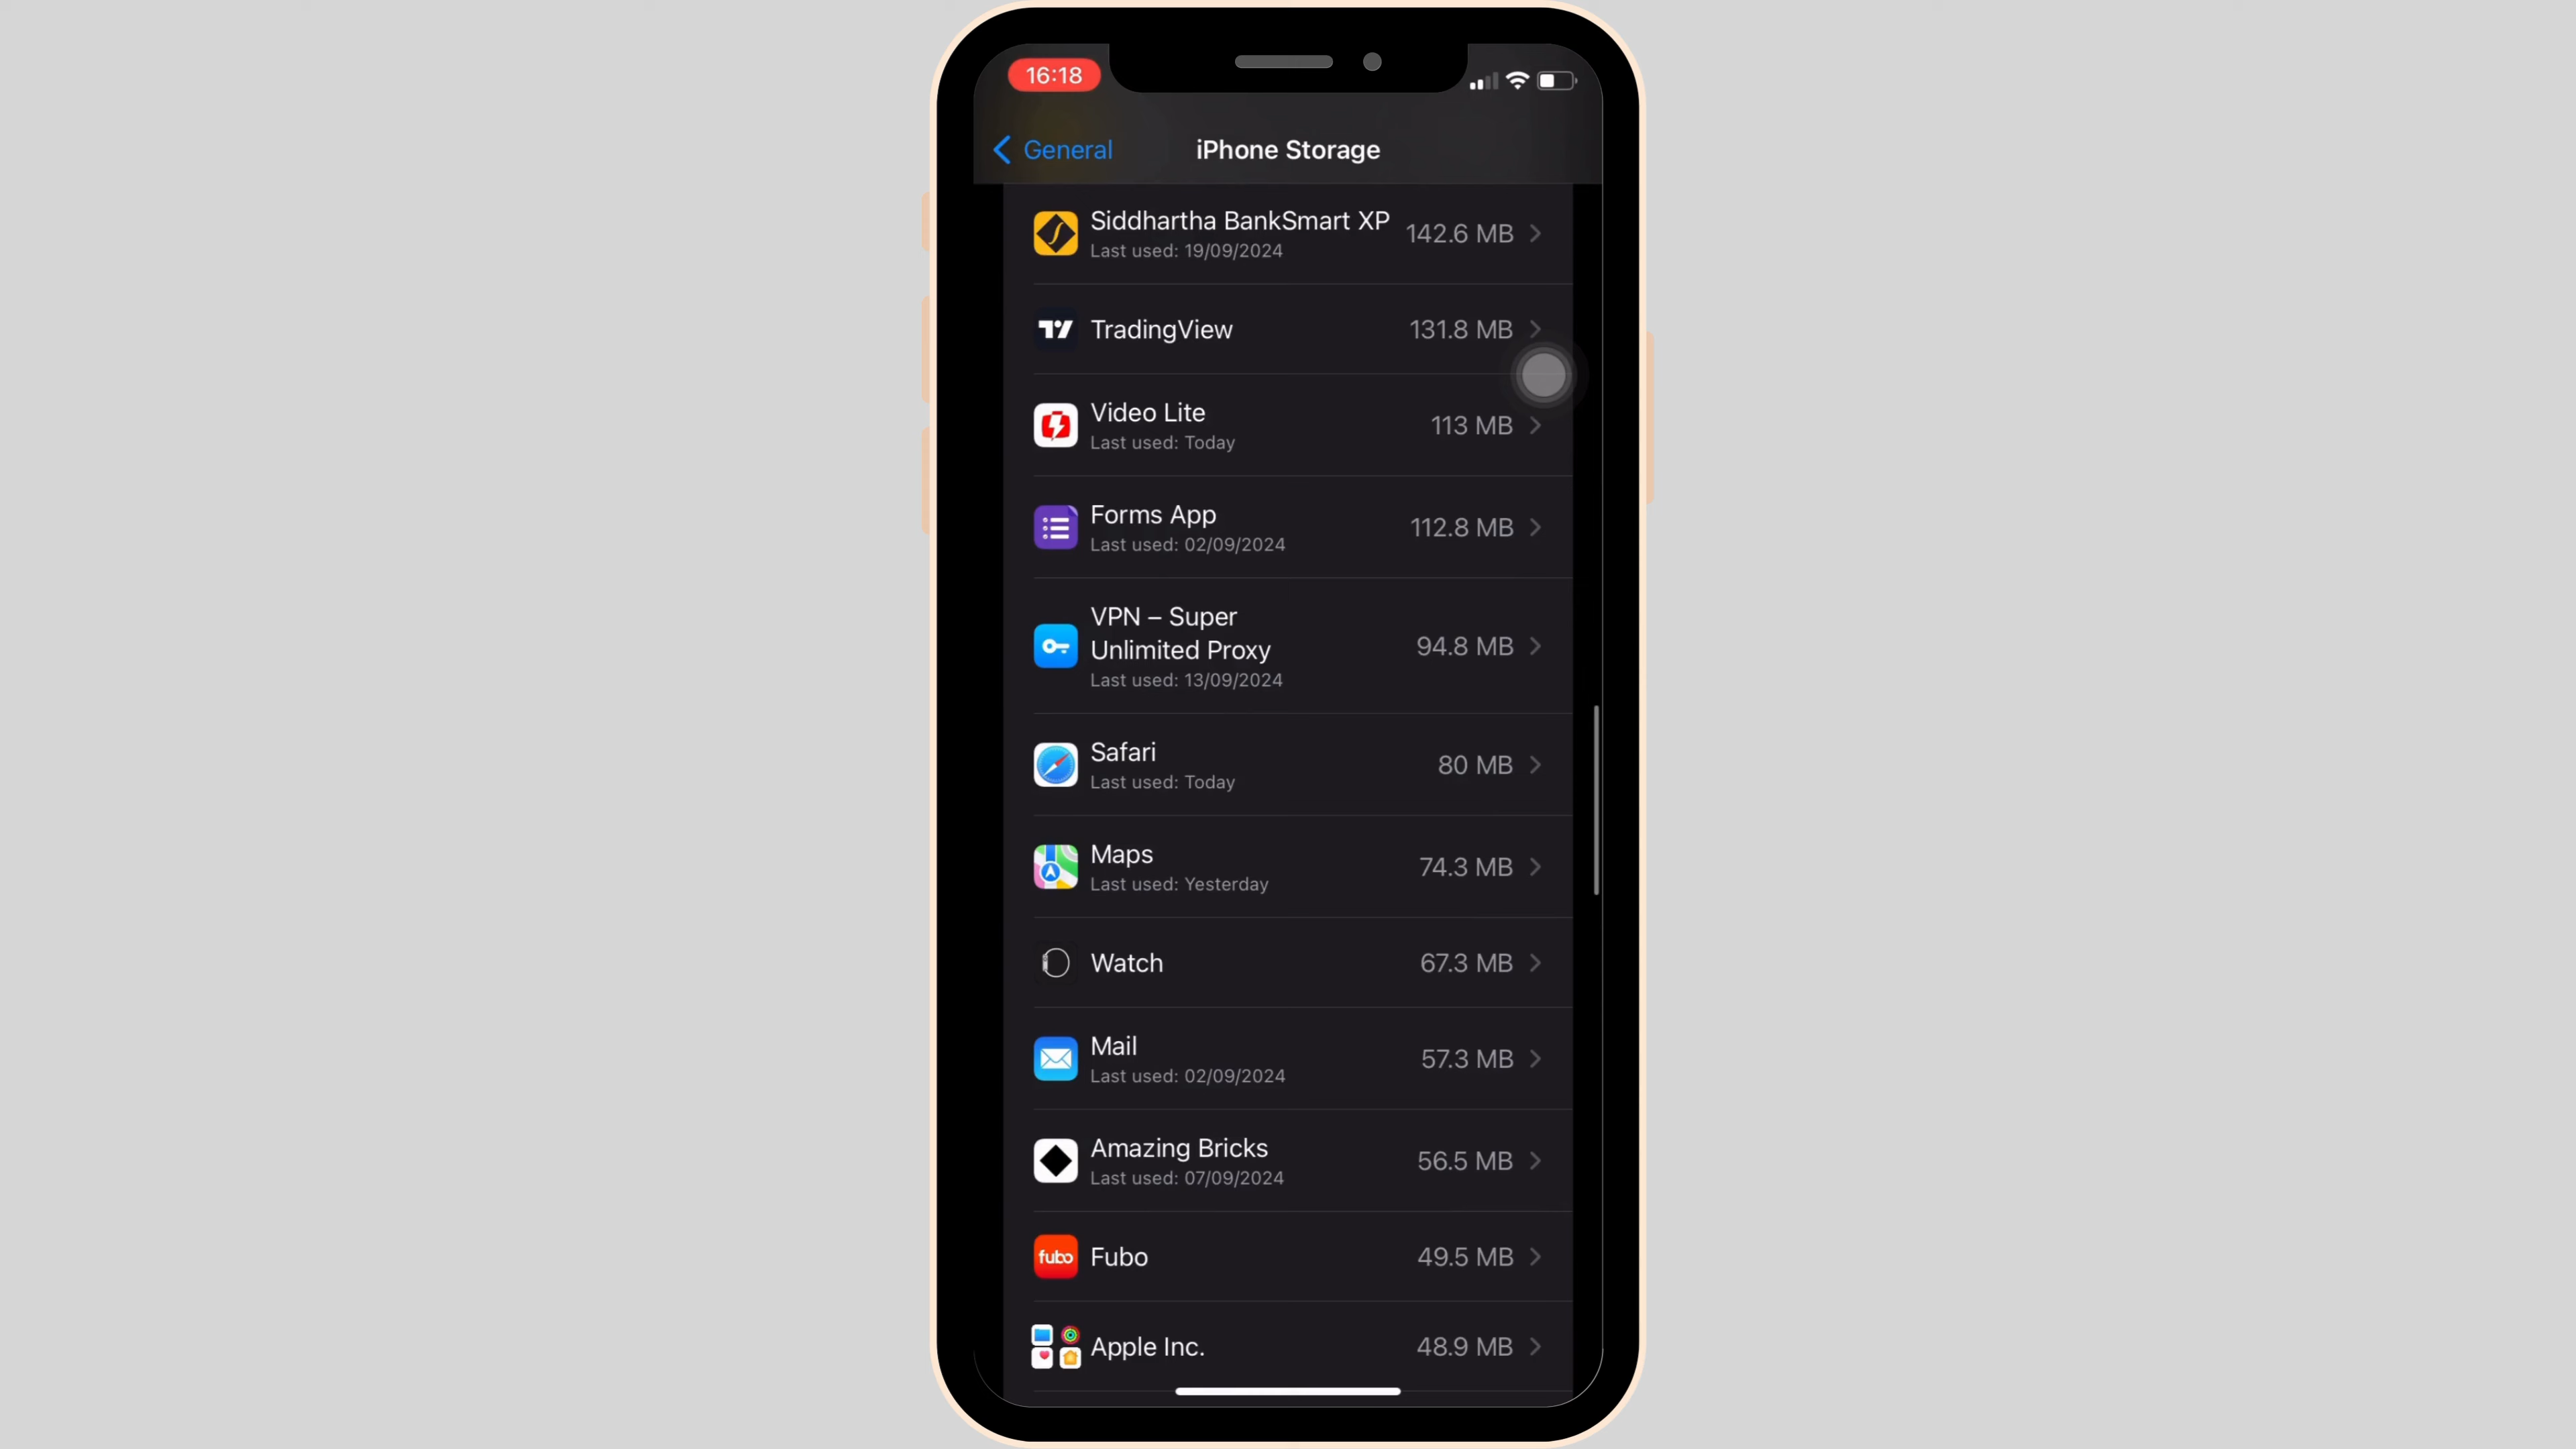 16:18
General
iPhone Storage
Siddhartha BankSmart XP
142.6 MB
Last used: 19/09/2024
TradingView
131.8 MB
Video Lite
113 MB
Last used: Today
Forms App
112.8 MB
Last used: 02/09/2024
VPN – Super
Unlimited Proxy
94.8 MB
Last used: 13/09/2024
Safari
80 MB
Last used: Today
Maps
74.3 MB
Last used: Yesterday
Watch
67.3 MB
Mail
57.3 MB
Last used: 02/09/2024
Amazing Bricks
56.5 MB
Last used: 07/09/2024
fubo
Fubo
49.5 MB
Apple Inc.
48.9 MB